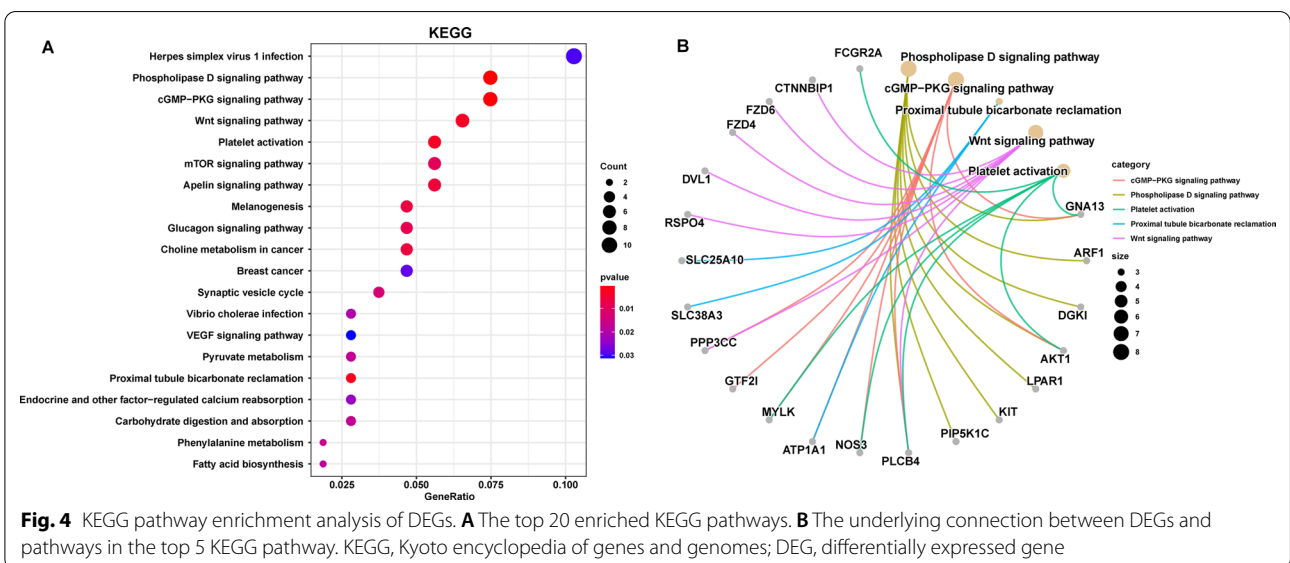 A
KEGG
Herpes simplex virus 1 infection
Phospholipase D signaling pathway
cGMP−PKG signaling pathway
Wnt signaling pathway
Platelet activation
mTOR signaling pathway
Apelin signaling pathway
Melanogenesis
Glucagon signaling pathway
Choline metabolism in cancer
Breast cancer
Synaptic vesicle cycle
Vibrio cholerae infection
VEGF signaling pathway
Pyruvate metabolism
Proximal tubule bicarbonate reclamation
Endocrine and other factor−regulated calcium reabsorption
Carbohydrate digestion and absorption
Phenylalanine metabolism
Fatty acid biosynthesis
0.025 0.050 0.075 0.100
GeneRatio
Count
2
4
6
8
10
pvalue
0.01
0.02
0.03
B
FCGR2A
CTNNBIP1
FZD6
FZD4
DVL1
RSPO4
SLC25A10
SLC38A3
PPP3CC
GTF2I
MYLK
ATP1A1
NOS3
PLCB4
PIP5K1C
KIT
LPAR1
AKT1
DGKI
ARF1
GNA13
Phospholipase D signaling pathway
cGMP−PKG signaling pathway
Proximal tubule bicarbonate reclamation
Wnt signaling pathway
Platelet activation
category
cGMP−PKG signaling pathway
Phospholipase D signaling pathway
Platelet activation
Proximal tubule bicarbonate reclamation
Wnt signaling pathway
size
3
4
5
6
7
8
Fig. 4 KEGG pathway enrichment analysis of DEGs. A The top 20 enriched KEGG pathways. B The underlying connection between DEGs and
pathways in the top 5 KEGG pathway. KEGG, Kyoto encyclopedia of genes and genomes; DEG, differentially expressed gene